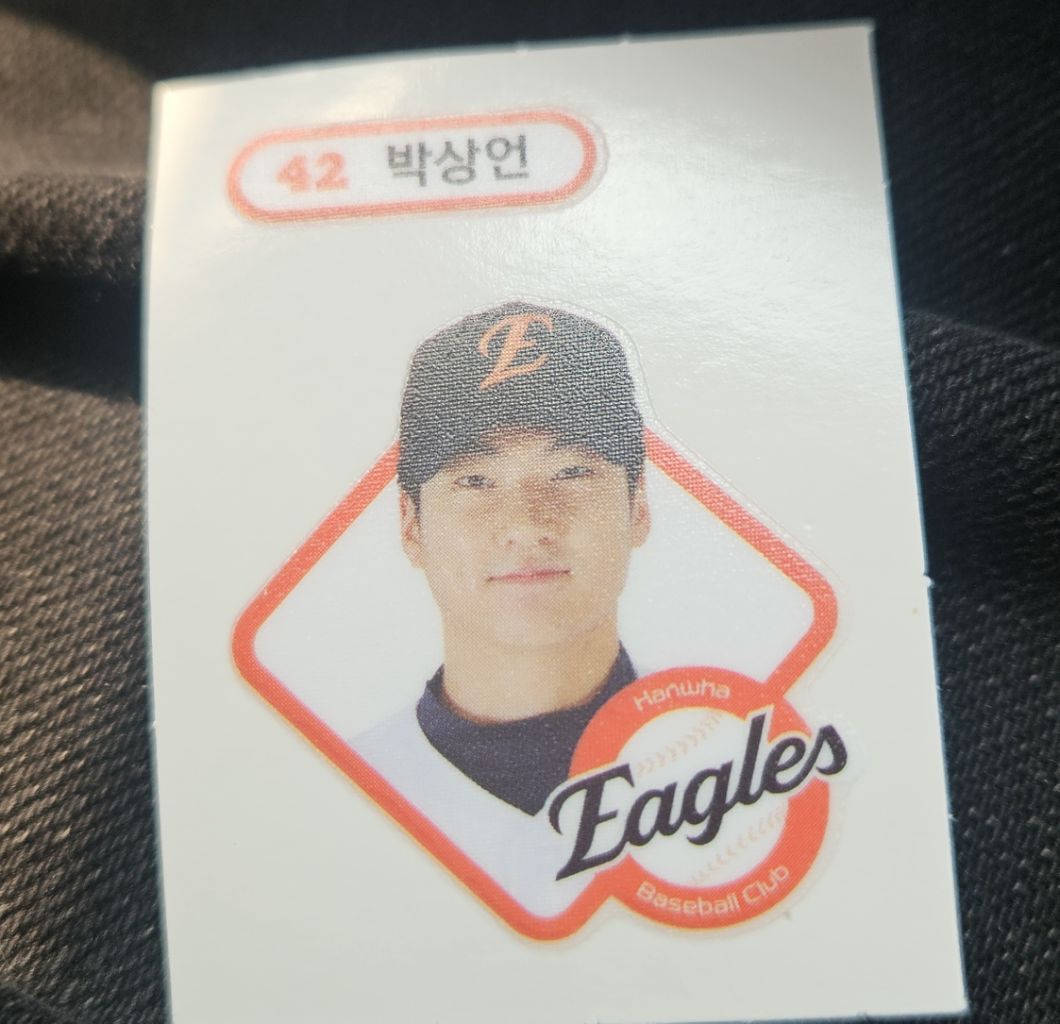 42 박상언
E
Hanwha
Eagles
Baseball Club